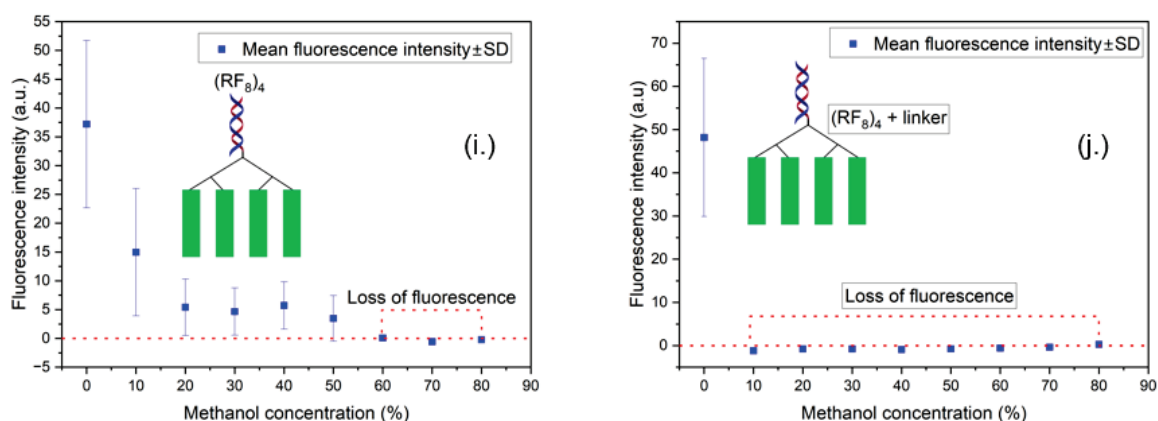 55
50
45
40
35
30
25
20
15
10
5
0
−5
Fluorescence intensity (a.u.)
Mean fluorescence intensity±SD
(RF₈)₄
(i.)
Loss of fluorescence
0 10 20 30 40 50 60 70 80 90
Methanol concentration (%)
70
60
50
40
30
20
10
0
Fluorescence intensity (a.u)
Mean fluorescence intensity±SD
(RF₈)₄ + linker
(j.)
Loss of fluorescence
0 10 20 30 40 50 60 70 80 90
Methanol concentration (%)